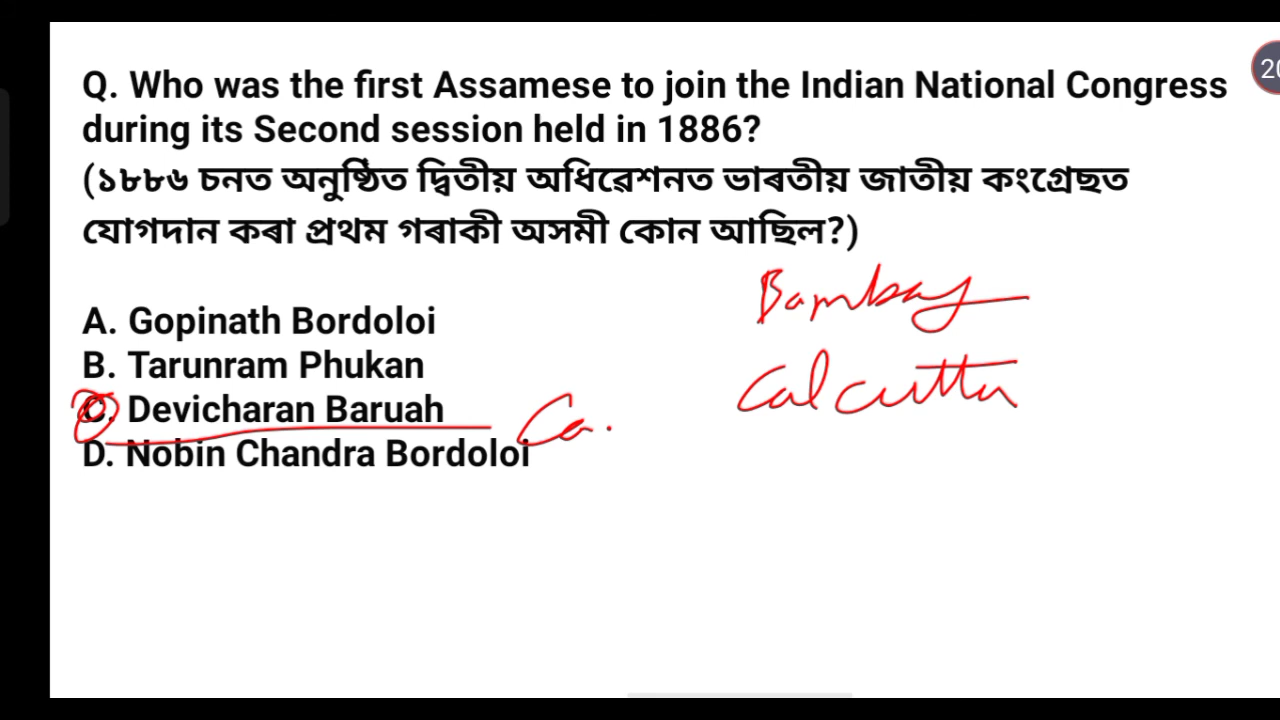 Q. Who was the first Assamese to join the Indian National Congress
during its Second session held in 1886?
(১৮৮৬ চনত অনুষ্ঠিত দ্বিতীয় অধিৱেশনত ভাৰতীয় জাতীয় কংগ্ৰেছত
যোগদান কৰা প্ৰথম গৰাকী অসমী কোন আছিল?)
Bambay
A. Gopinath Bordoloi
B. Tarunram Phukan
Calcutta
C. Devicharan Baruah
Ca.
D. Nobin Chandra Bordoloi